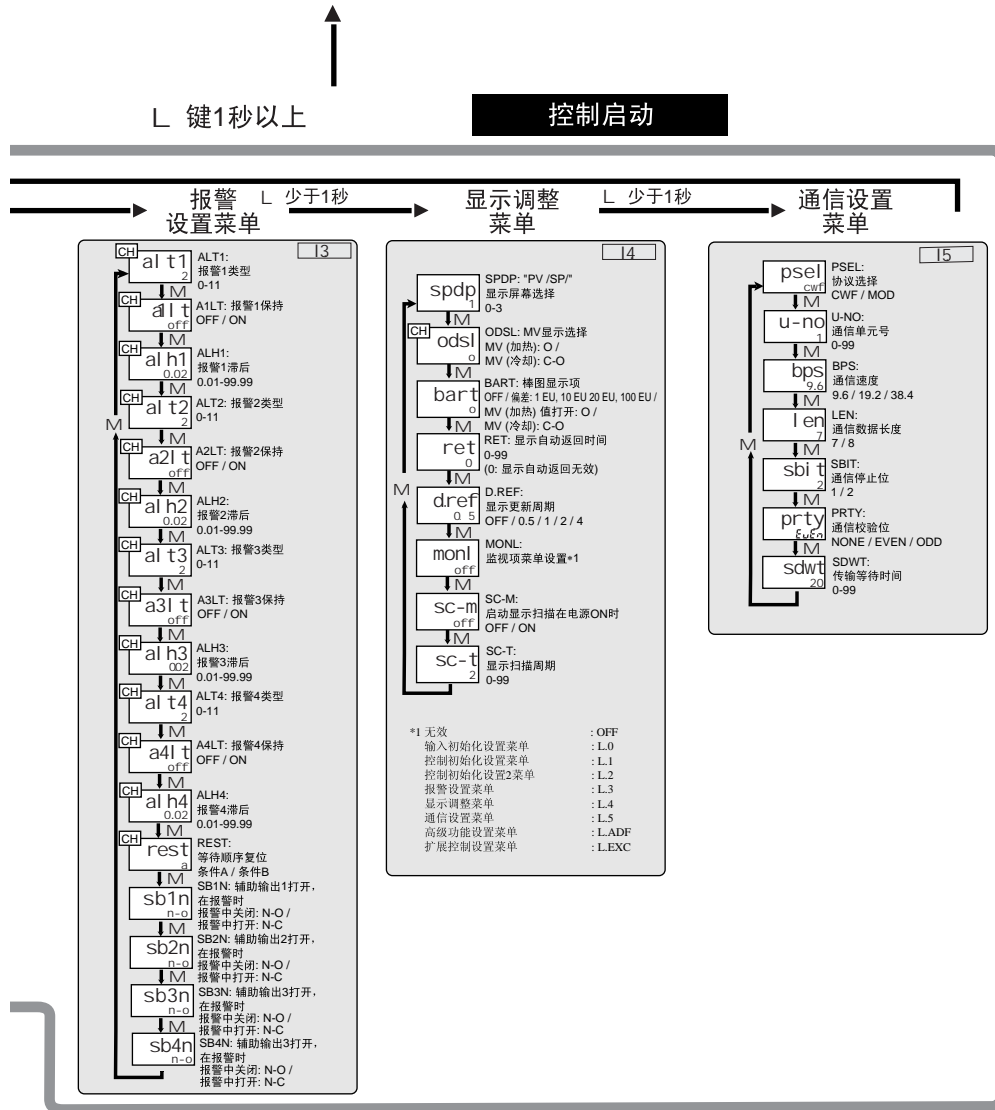 L 键1秒以上
控制启动
报警
设置菜单
L 少于1秒
显示调整
菜单
L 少于1秒
通信设置
菜单
l3
CH
alt1
2
ALT1:
报警1类型
0-11
M
CH
a1lt
off
A1LT: 报警1保持
OFF / ON
M
CH
alh1
0.02
ALH1:
报警1滞后
0.01-99.99
M
CH
alt2
2
ALT2: 报警2类型
0-11
M
M
CH
a2lt
off
A2LT: 报警2保持
OFF / ON
M
CH
alh2
0.02
ALH2:
报警2滞后
0.01-99.99
M
CH
alt3
2
ALT3: 报警3类型
0-11
M
CH
a3lt
off
A3LT: 报警3保持
OFF / ON
M
CH
alh3
002
ALH3:
报警3滞后
0.01-99.99
M
CH
alt4
2
ALT4: 报警4类型
0-11
M
CH
a4lt
off
A4LT: 报警4保持
OFF / ON
M
CH
alh4
0.02
ALH4:
报警4滞后
0.01-99.99
M
CH
rest
a
REST:
等待顺序复位
条件A / 条件B
M
sb1n
n-o
SB1N: 辅助输出1打开，
在报警时
报警中关闭: N-O /
报警中打开: N-C
M
sb2n
n-o
SB2N: 辅助输出2打开，
在报警时
报警中关闭: N-O /
报警中打开: N-C
M
sb3n
n-o
SB3N: 辅助输出3打开，
在报警时
报警中关闭: N-O /
报警中打开: N-C
M
sb4n
n-o
SB4N: 辅助输出3打开，
在报警时
报警中关闭: N-O /
报警中打开: N-C
l4
spdp
1
SPDP: "PV /SP/"
显示屏幕选择
0-3
M
CH
odsl
o
ODSL: MV显示选择
MV (加热): O /
MV (冷却): C-O
M
bart
o
BART: 棒图显示项
OFF / 偏差: 1 EU, 10 EU 20 EU, 100 EU /
MV (加热) 值打开: O /
MV (冷却): C-O
M
ret
0
RET: 显示自动返回时间
0-99
(0: 显示自动返回无效)
M
M
d.ref
0. 5
D.REF:
显示更新周期
OFF / 0.5 / 1 / 2 / 4
M
monl
off
MONL:
监视项菜单设置*1
M
sc-m
off
SC-M:
启动显示扫描在电源ON时
OFF / ON
M
sc-t
2
SC-T:
显示扫描周期
0-99
*1 无效 : OFF
输入初始化设置菜单 : L.0
控制初始化设置菜单 : L.1
控制初始化设置2菜单 : L.2
报警设置菜单 : L.3
显示调整菜单 : L.4
通信设置菜单 : L.5
高级功能设置菜单 : L.ADF
扩展控制设置菜单 : L.EXC
l5
psel
cwf
PSEL:
协议选择
CWF / MOD
M
u-no
1
U-NO:
通信单元号
0-99
M
bps
9.6
BPS:
通信速度
9.6 / 19.2 / 38.4
M
len
7
LEN:
通信数据长度
7 / 8
M
M
sbit
2
SBIT:
通信停止位
1 / 2
M
prty
even
PRTY:
通信校验位
NONE / EVEN / ODD
M
sdwt
20
SDWT:
传输等待时间
0-99